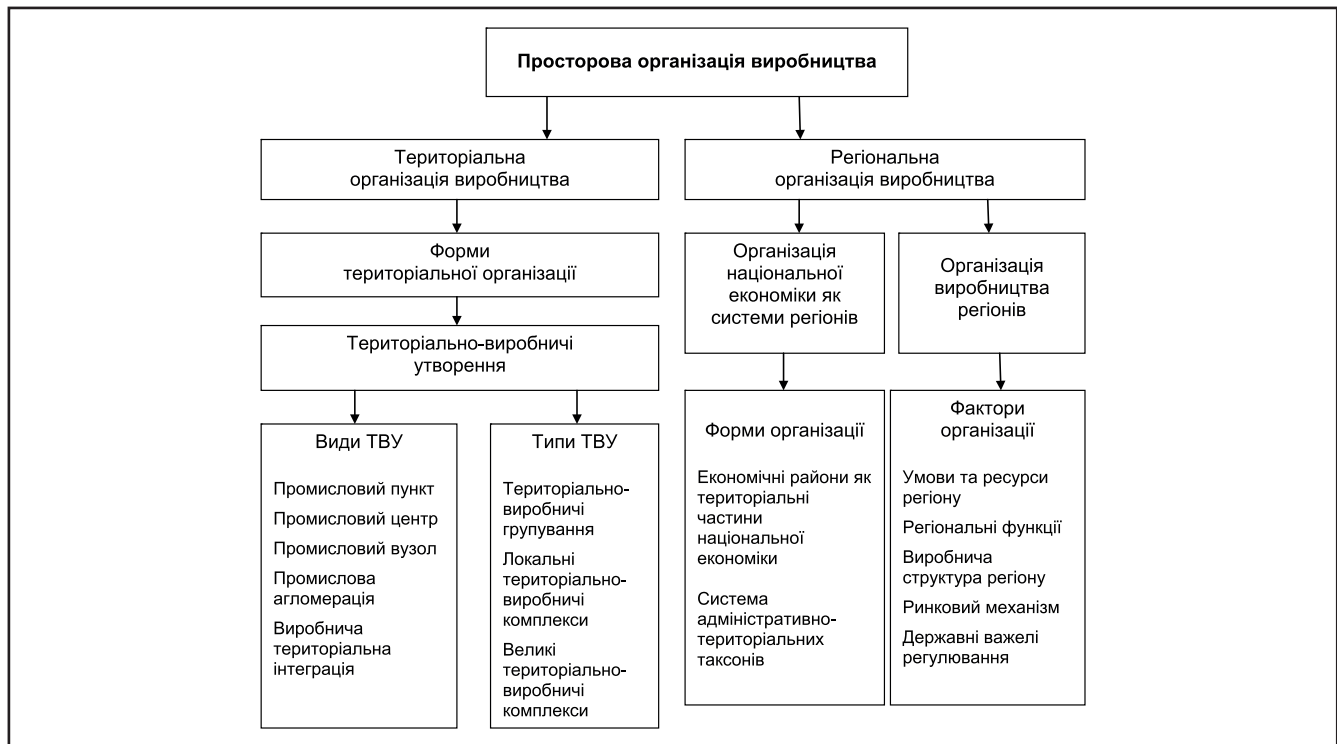 Просторова організація виробництва
Територіальна
організація виробництва
Регіональна
організація виробництва
Форми
територіальної організації
Організація
національної
економіки як
системи регіонів
Організація
виробництва
регіонів
Територіально-виробничі
утворення
Види ТВУ
Промисловий пункт
Промисловий центр
Промисловий вузол
Промислова
агломерація
Виробнича
територіальна
інтеграція
Типи ТВУ
Територіально-
виробничі
групування
Локальні
територіально-
виробничі
комплекси
Великі
територіально-
виробничі
комплекси
Форми організації
Економічні райони як
територіальні
частини
національної
економіки
Система
адміністративно-
територіальних
таксонів
Фактори
організації
Умови та ресурси
регіону
Регіональні функції
Виробнича
структура регіону
Ринковий механізм
Державні важелі
регулювання